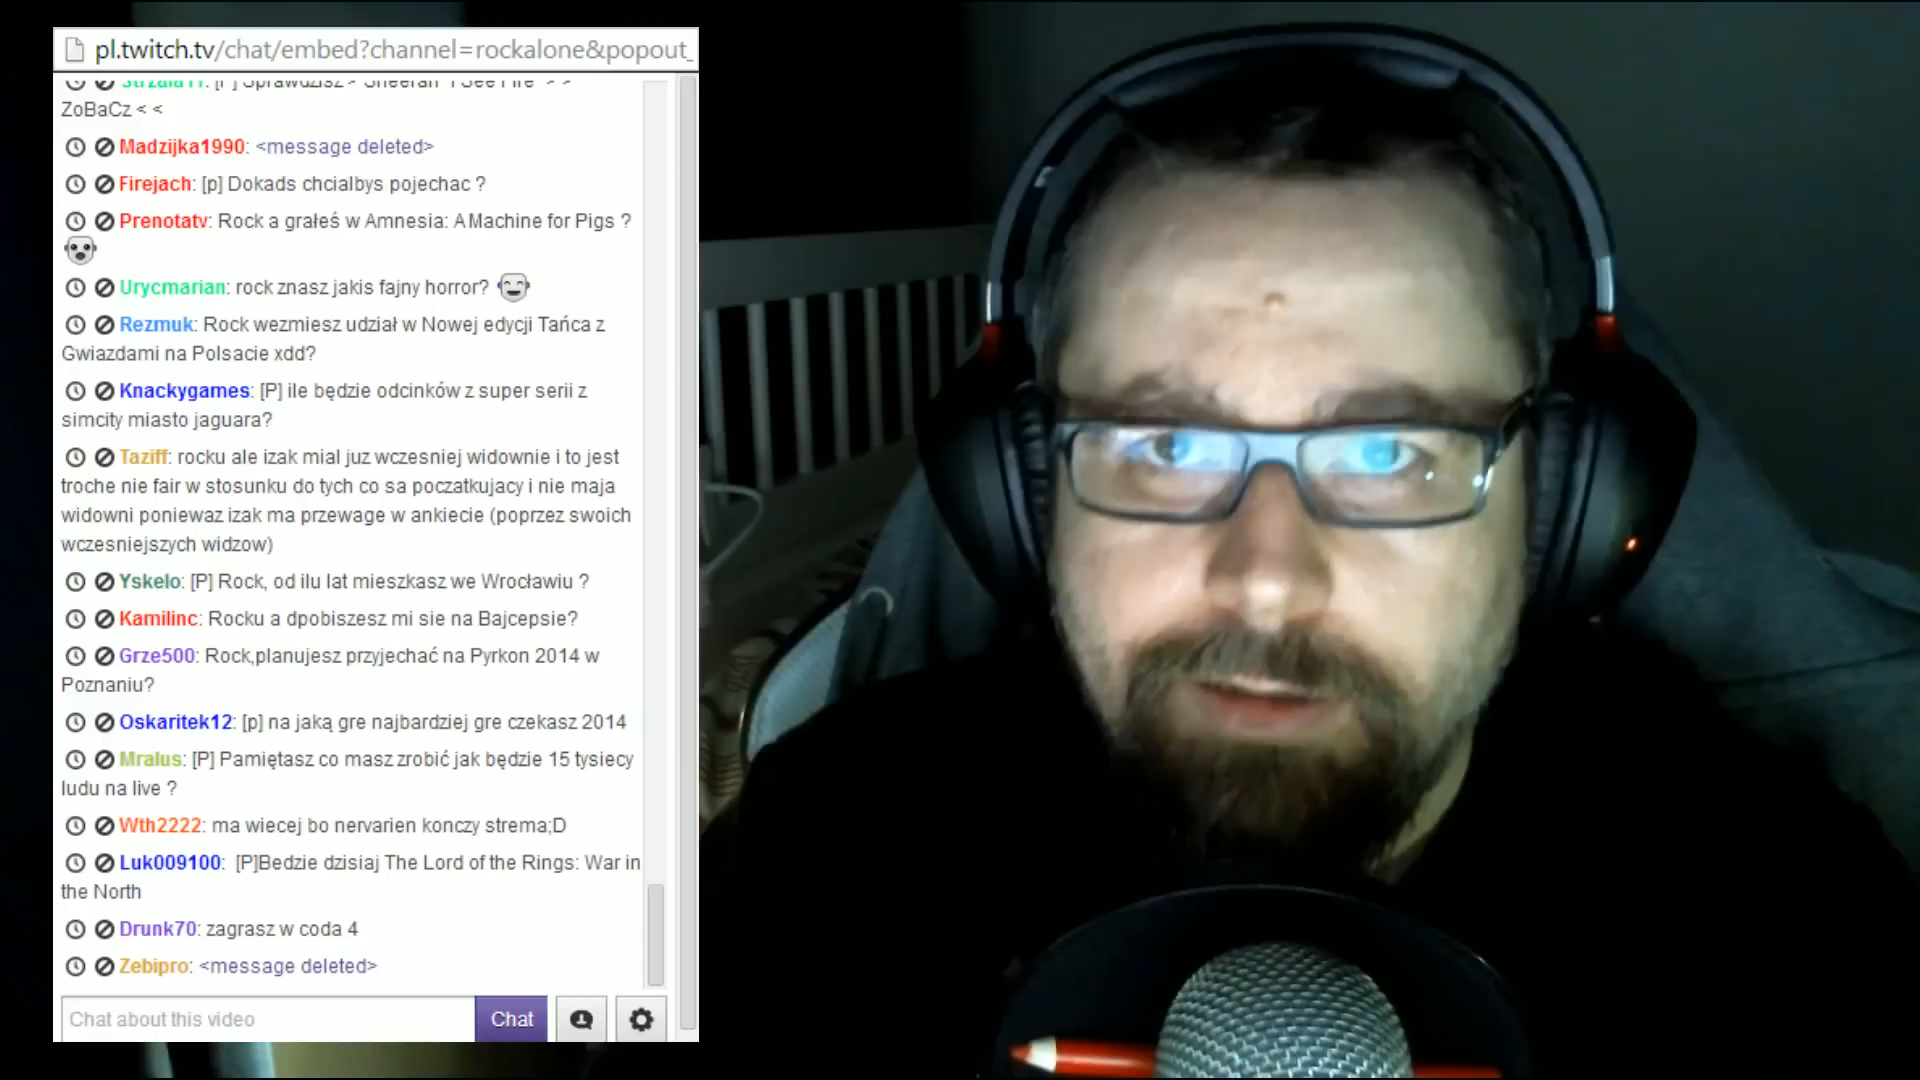 pl.twitch.tv/chat/embed?channel=rockalone&popout_
ZoBaCz < <
Madzijka1990: <message deleted>
Firejach: [p] Dokads chcialbys pojechac ?
Prenotatv: Rock a grałeś w Amnesia: A Machine for Pigs ?
Urycmarian: rock znasz jakis fajny horror?
Rezmuk: Rock wezmiesz udział w Nowej edycji Tańca z
Gwiazdami na Polsacie xdd?
Knackygames: [P] ile będzie odcinków z super serii z
simcity miasto jaguara?
Taziff: rocku ale izak mial juz wczesniej widownie i to jest
troche nie fair w stosunku do tych co sa poczatkujacy i nie maja
widowni poniewaz izak ma przewage w ankiecie (poprzez swoich
wczesniejszych widzow)
Yskelo: [P] Rock, od ilu lat mieszkasz we Wrocławiu ?
Kamilinc: Rocku a dpobiszesz mi sie na Bajcepsie?
Grze500: Rock,planujesz przyjechać na Pyrkon 2014 w
Poznaniu?
Oskaritek12: [p] na jaką gre najbardziej gre czekasz 2014
Mralus: [P] Pamiętasz co masz zrobić jak będzie 15 tysiecy
ludu na live ?
Wth2222: ma wiecej bo nervarien konczy strema;D
Luk009100: [P]Bedzie dzisiaj The Lord of the Rings: War in
the North
Drunk70: zagrasz w coda 4
Zebipro: <message deleted>
Chat about this video
Chat